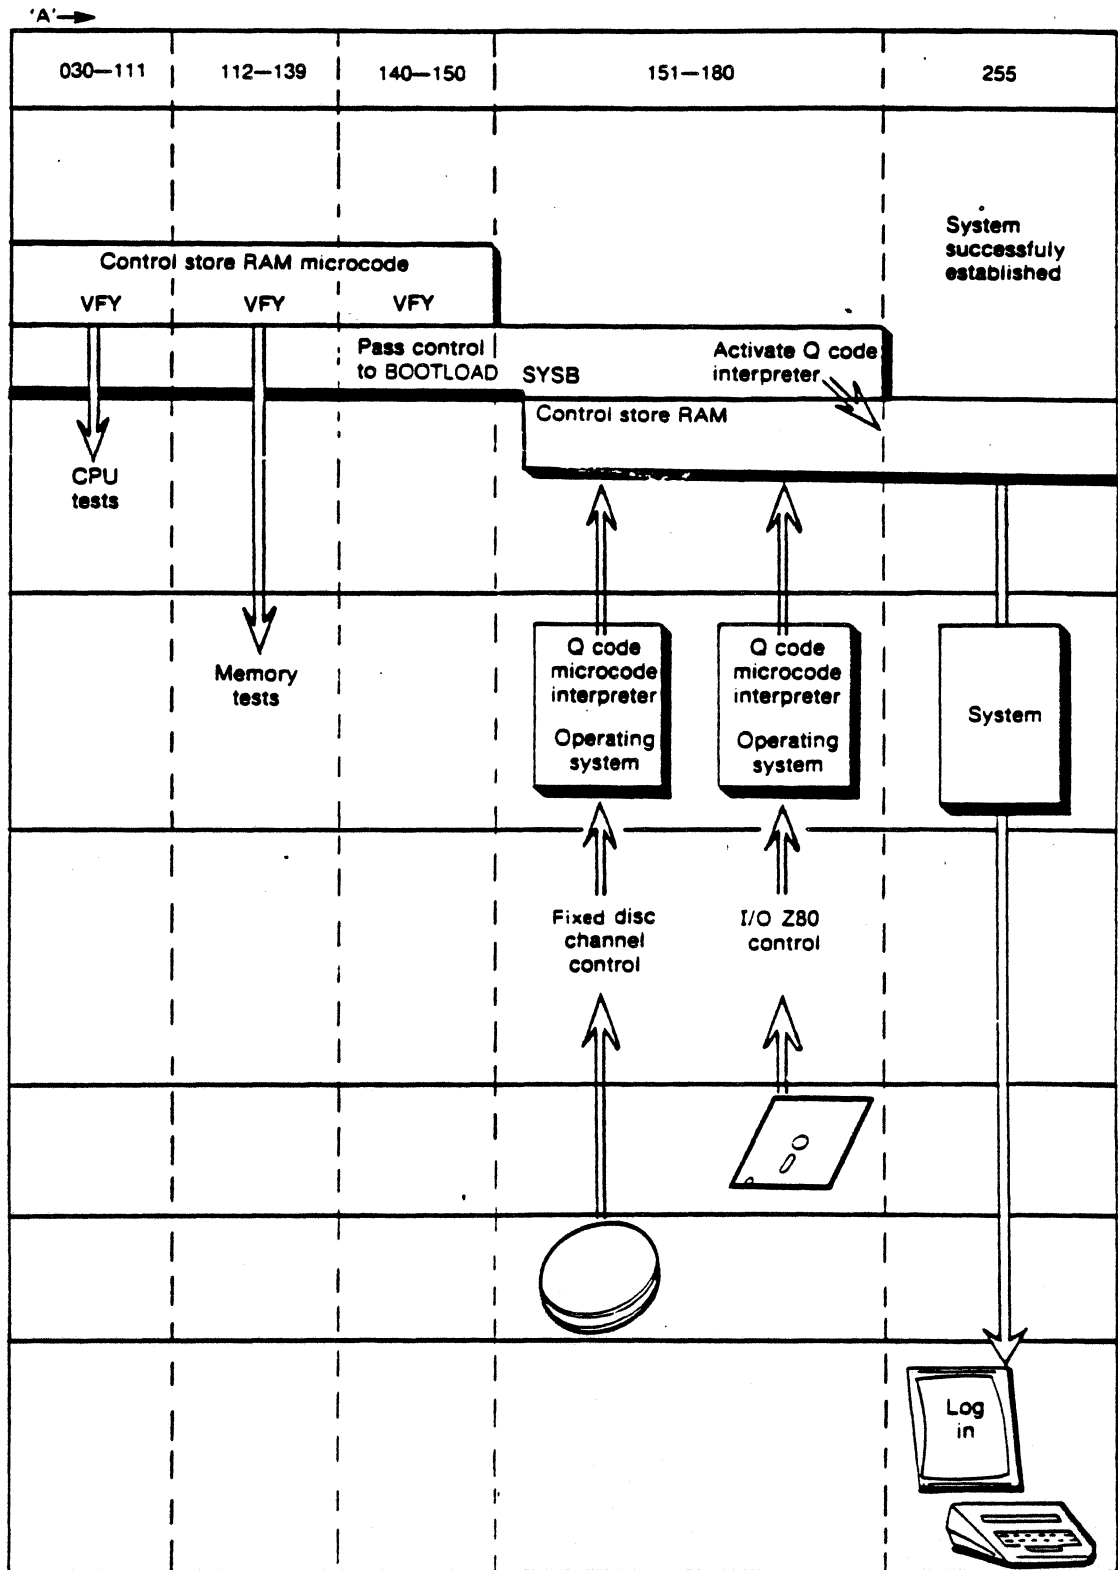 'A'
030—111
112—139
140—150
151—180
255
System
successfuly
established
Control store RAM microcode
VFY
VFY
VFY
Pass control
to BOOTLOAD
SYSB
Activate Q code
interpreter
Control store RAM
CPU
tests
Memory
tests
Q code
microcode
interpreter
Operating
system
Q code
microcode
interpreter
Operating
system
System
Fixed disc
channel
control
I/O Z80
control
Log
in